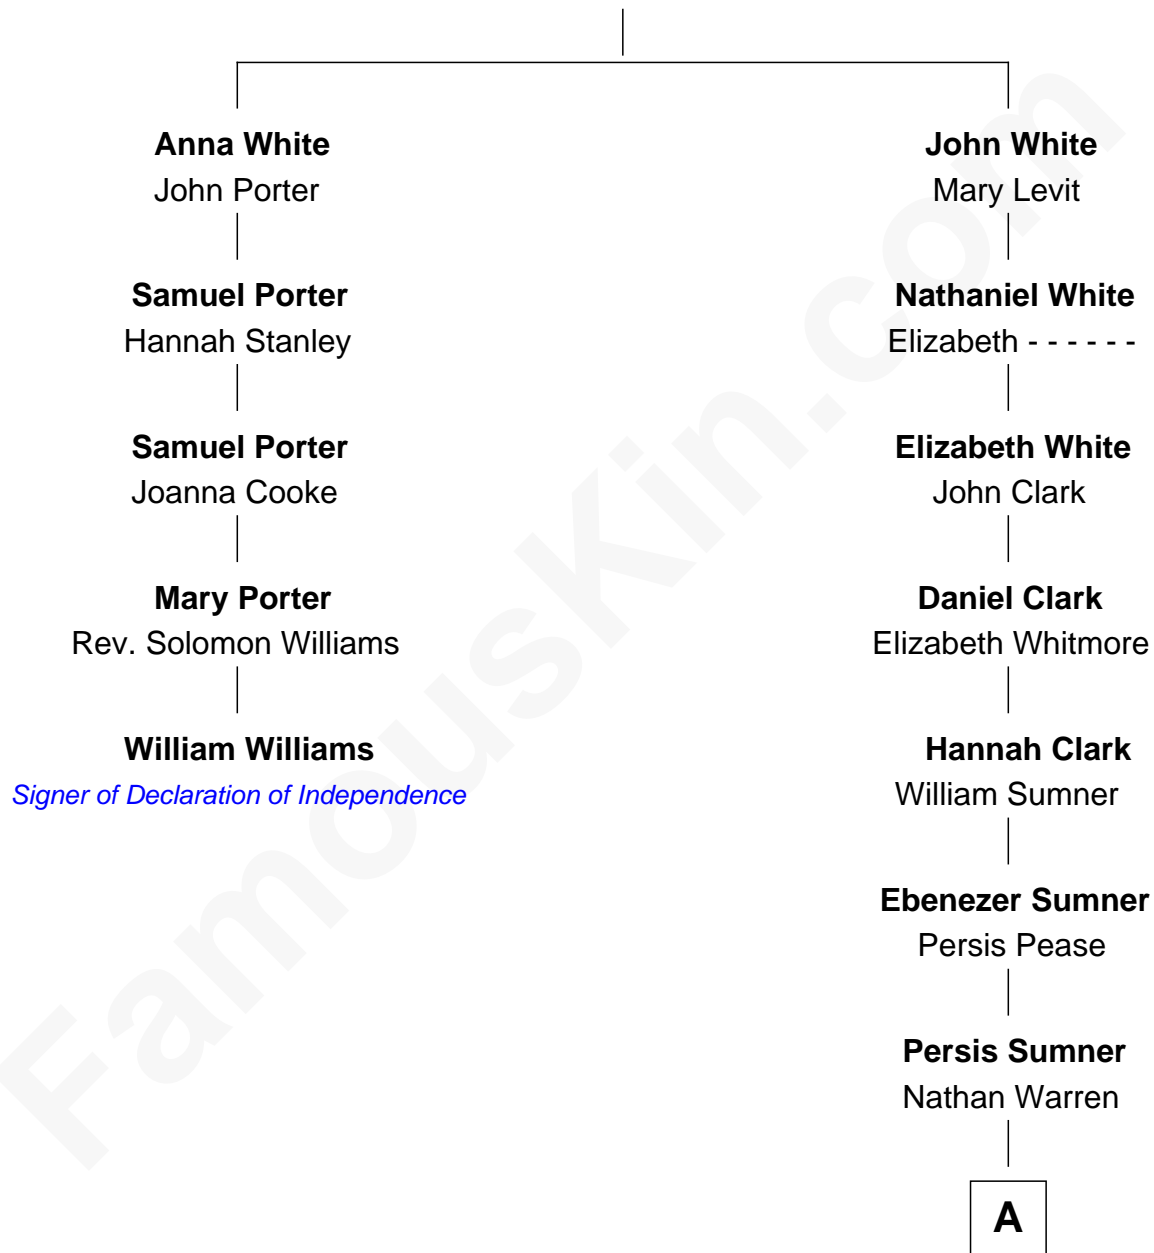 Anna White
John Porter
Samuel Porter
Hannah Stanley
Samuel Porter
Joanna Cooke
Mary Porter
Rev. Solomon Williams
William Williams
Signer of Declaration of Independence
John White
Mary Levit
Nathaniel White
Elizabeth - - - - - -
Elizabeth White
John Clark
Daniel Clark
Elizabeth Whitmore
Hannah Clark
William Sumner
Ebenezer Sumner
Persis Pease
Persis Sumner
Nathan Warren
A
FamousKin.com